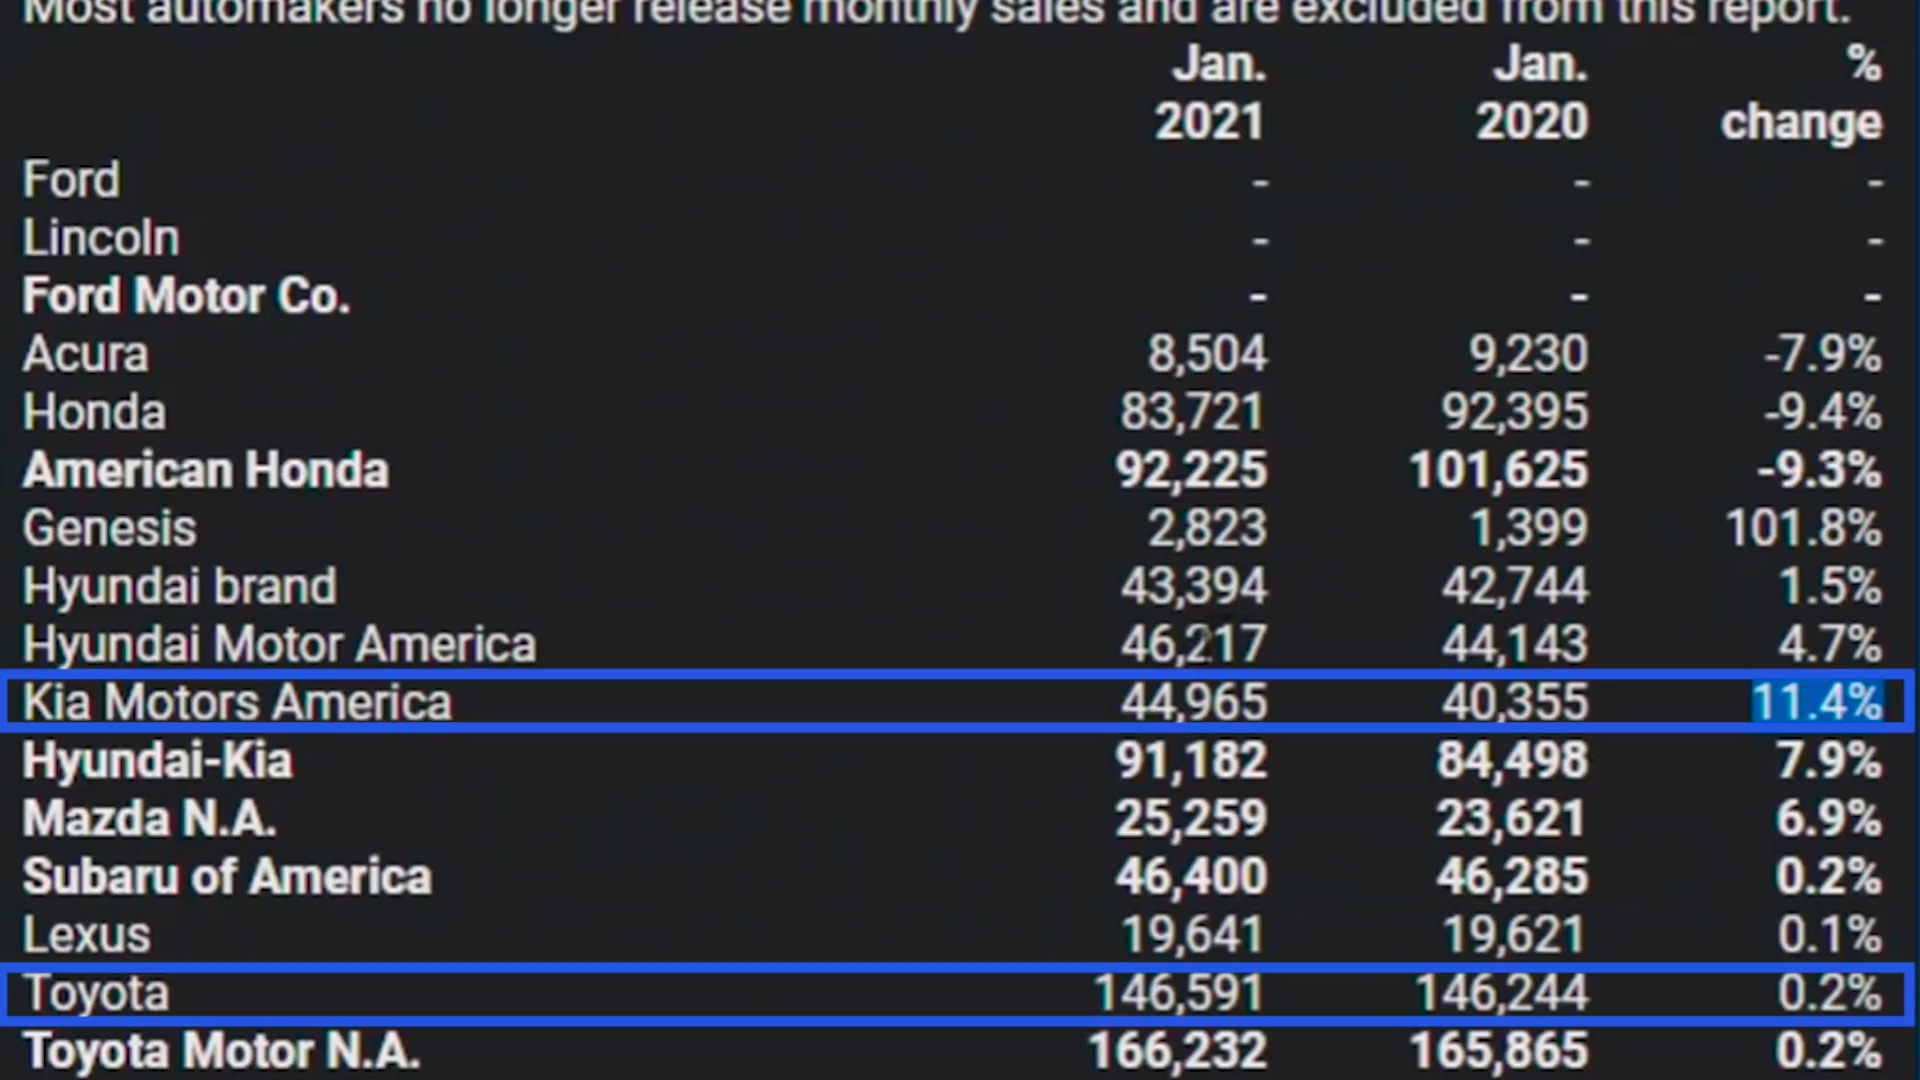 Most automakers no longer release monthly sales and are excluded from this report.
Jan. Jan. %
2021 2020 change
Ford - - -
Lincoln - - -
Ford Motor Co. - - -
Acura 8,504 9,230 -7.9%
Honda 83,721 92,395 -9.4%
American Honda 92,225 101,625 -9.3%
Genesis 2,823 1,399 101.8%
Hyundai brand 43,394 42,744 1.5%
Hyundai Motor America 46,217 44,143 4.7%
Kia Motors America 44,965 40,355 11.4%
Hyundai-Kia 91,182 84,498 7.9%
Mazda N.A. 25,259 23,621 6.9%
Subaru of America 46,400 46,285 0.2%
Lexus 19,641 19,621 0.1%
Toyota 146,591 146,244 0.2%
Toyota Motor N.A. 166,232 165,865 0.2%